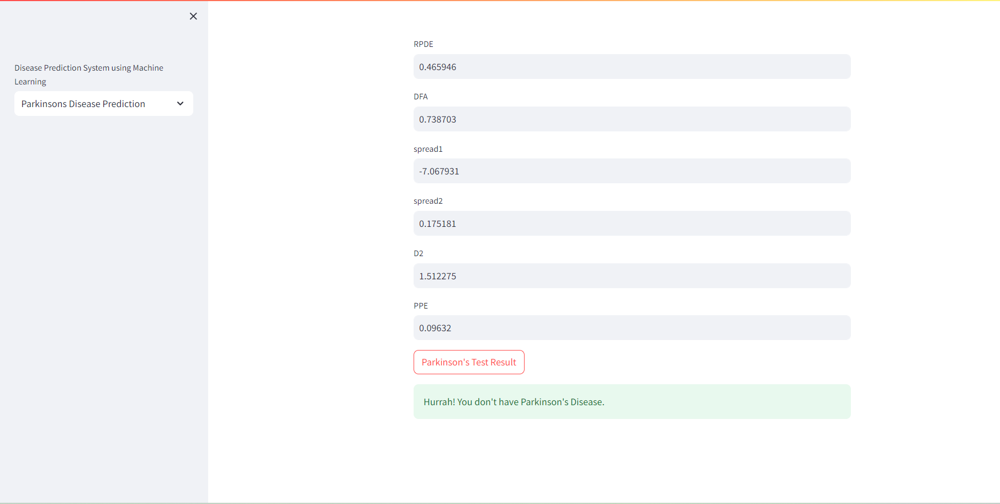 Disease Prediction System using Machine
Learning
Parkinsons Disease Prediction
RPDE
0.465946
DFA
0.738703
spread1
-7.067931
spread2
0.175181
D2
1.512275
PPE
0.09632
Parkinson's Test Result
Hurrah! You don't have Parkinson's Disease.